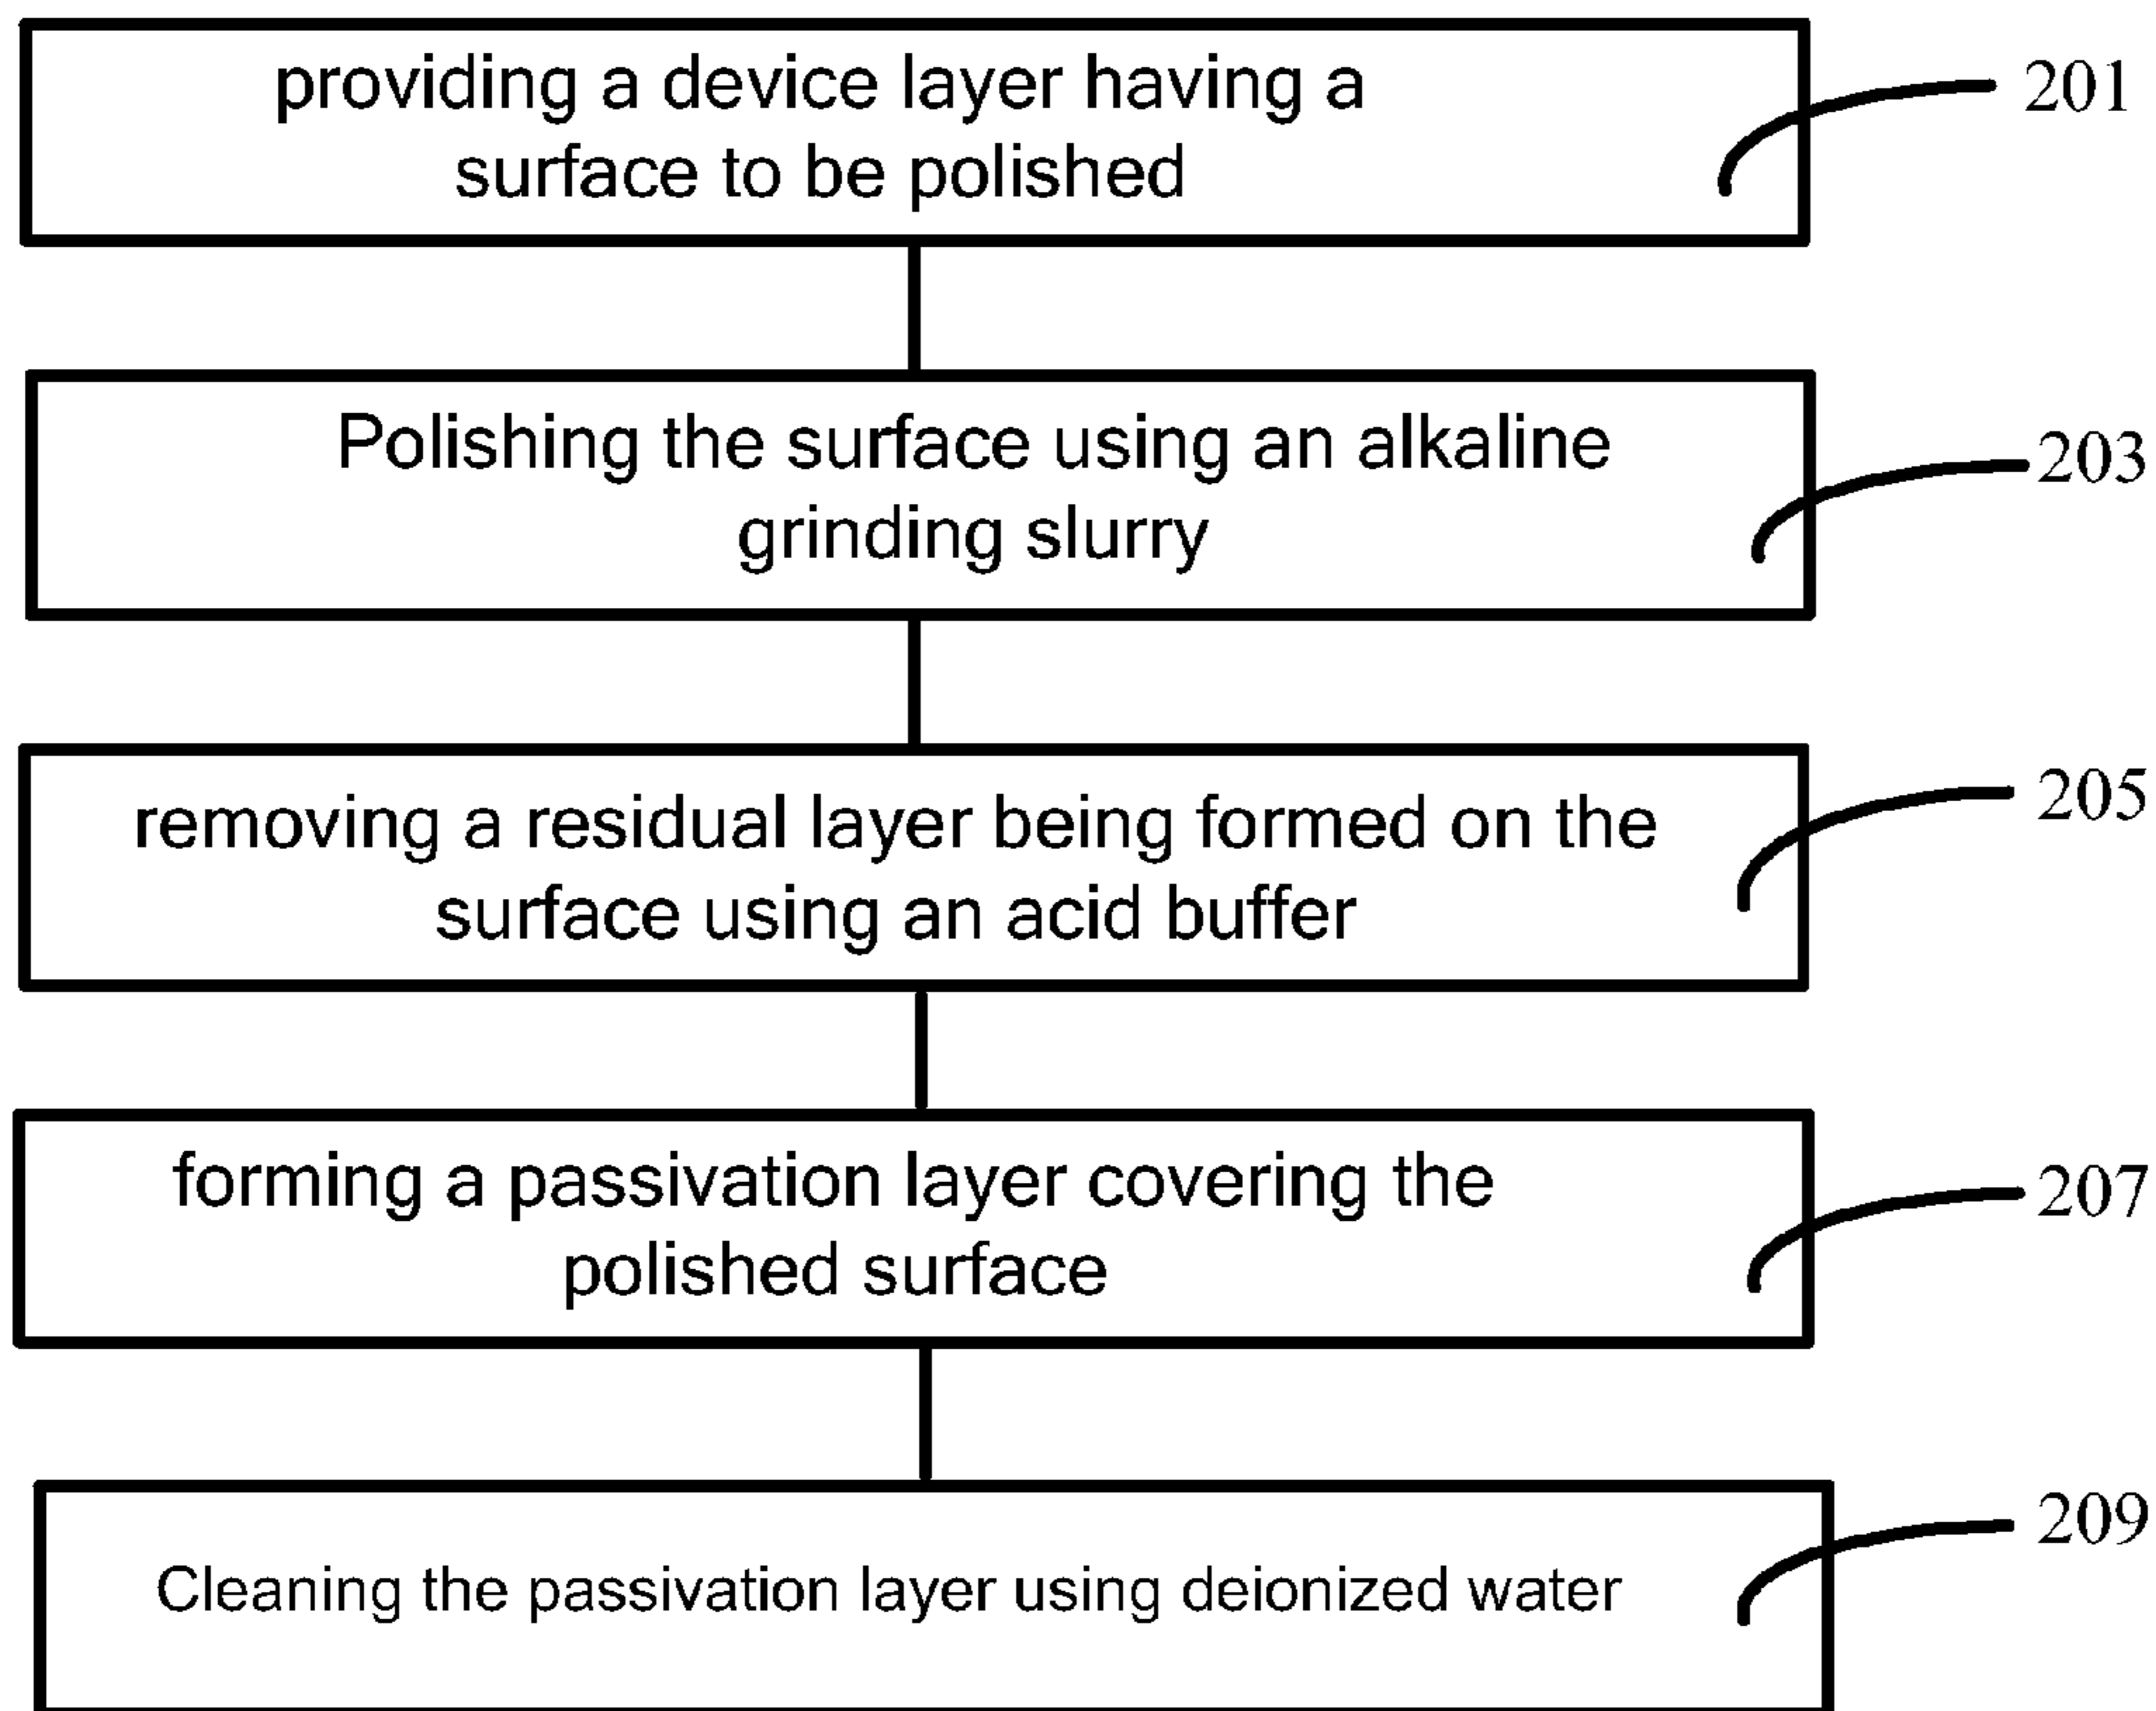 providing a device layer having a
surface to be polished
201
Polishing the surface using an alkaline
grinding slurry
203
removing a residual layer being formed on the
surface using an acid buffer
205
forming a passivation layer covering the
polished surface
207
Cleaning the passivation layer using deionized water
209